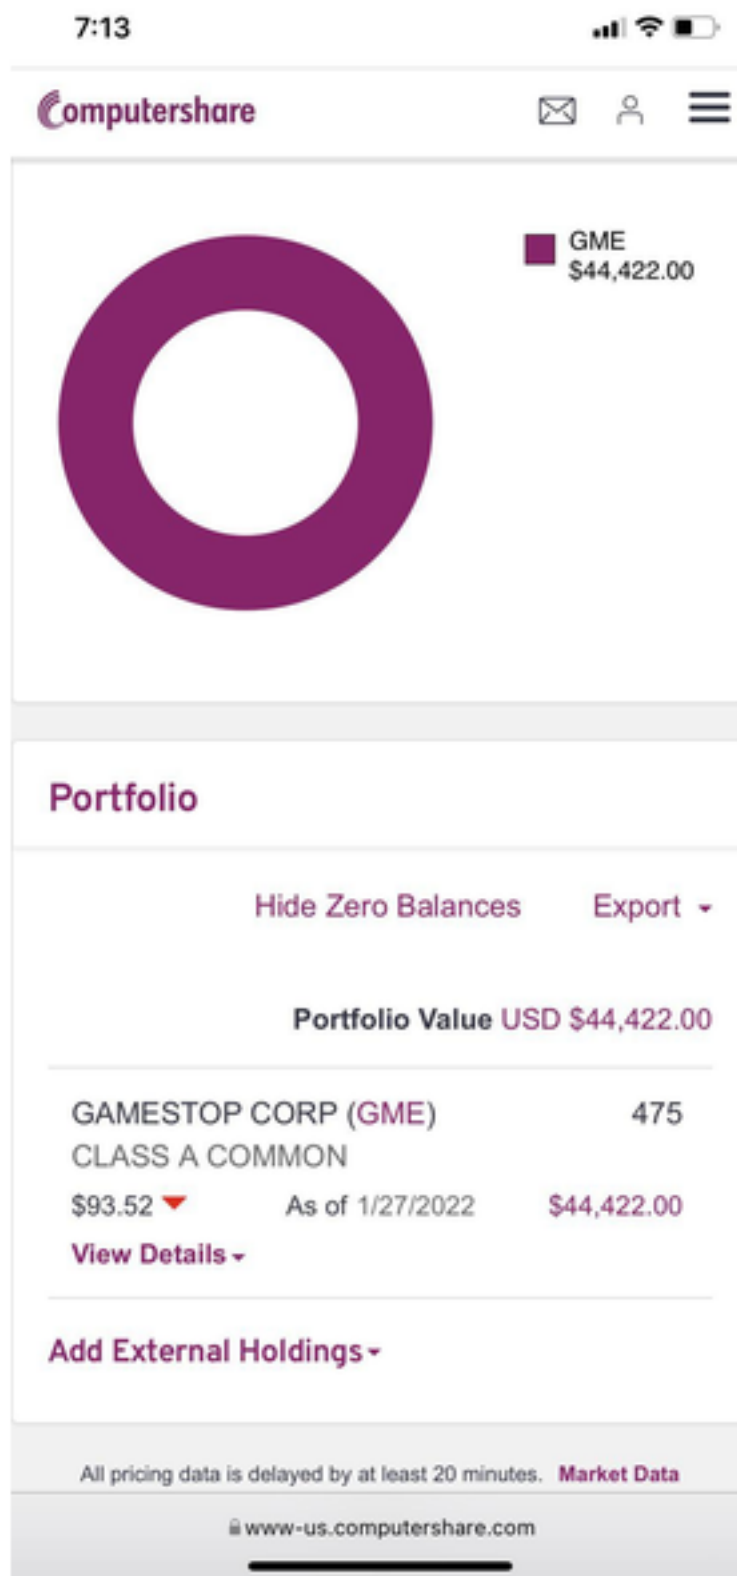 7:13
Computershare
GME
$44,422.00
Portfolio
Hide Zero Balances Export
Portfolio Value USD $44,422.00
GAMESTOP CORP (GME) 475
CLASS A COMMON
$93.52 As of 1/27/2022 $44,422.00
View Details
Add External Holdings
All pricing data is delayed by at least 20 minutes. Market Data
www-us.computershare.com